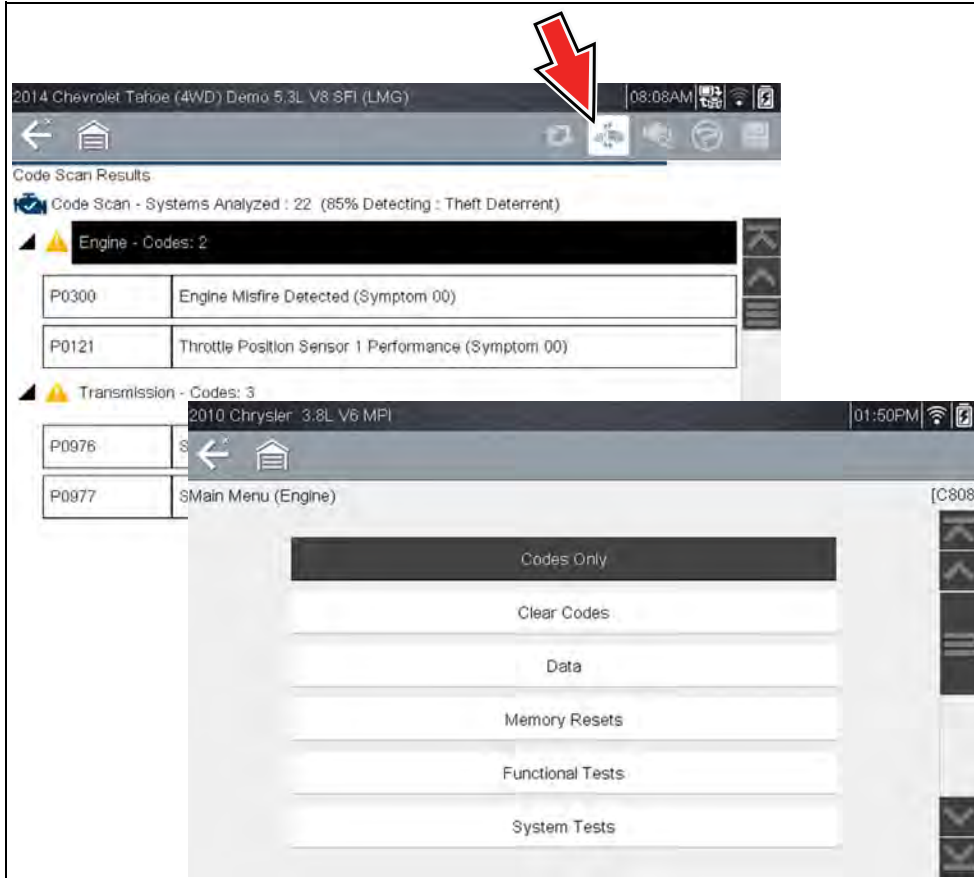 2014 Chevrolet Tahoe (4WD) Demo 5.3L V8 SFI (LMG) 08:08AM
Code Scan Results
Code Scan - Systems Analyzed : 22 (85% Detecting : Theft Deterrent)
Engine - Codes: 2
P0300 Engine Misfire Detected (Symptom 00)
P0121 Throttle Position Sensor 1 Performance (Symptom 00)
Transmission - Codes: 3
P0976 S
P0977 S
2010 Chrysler 3.8L V6 MPI 01:50PM
Main Menu (Engine) [C808
Codes Only
Clear Codes
Data
Memory Resets
Functional Tests
System Tests